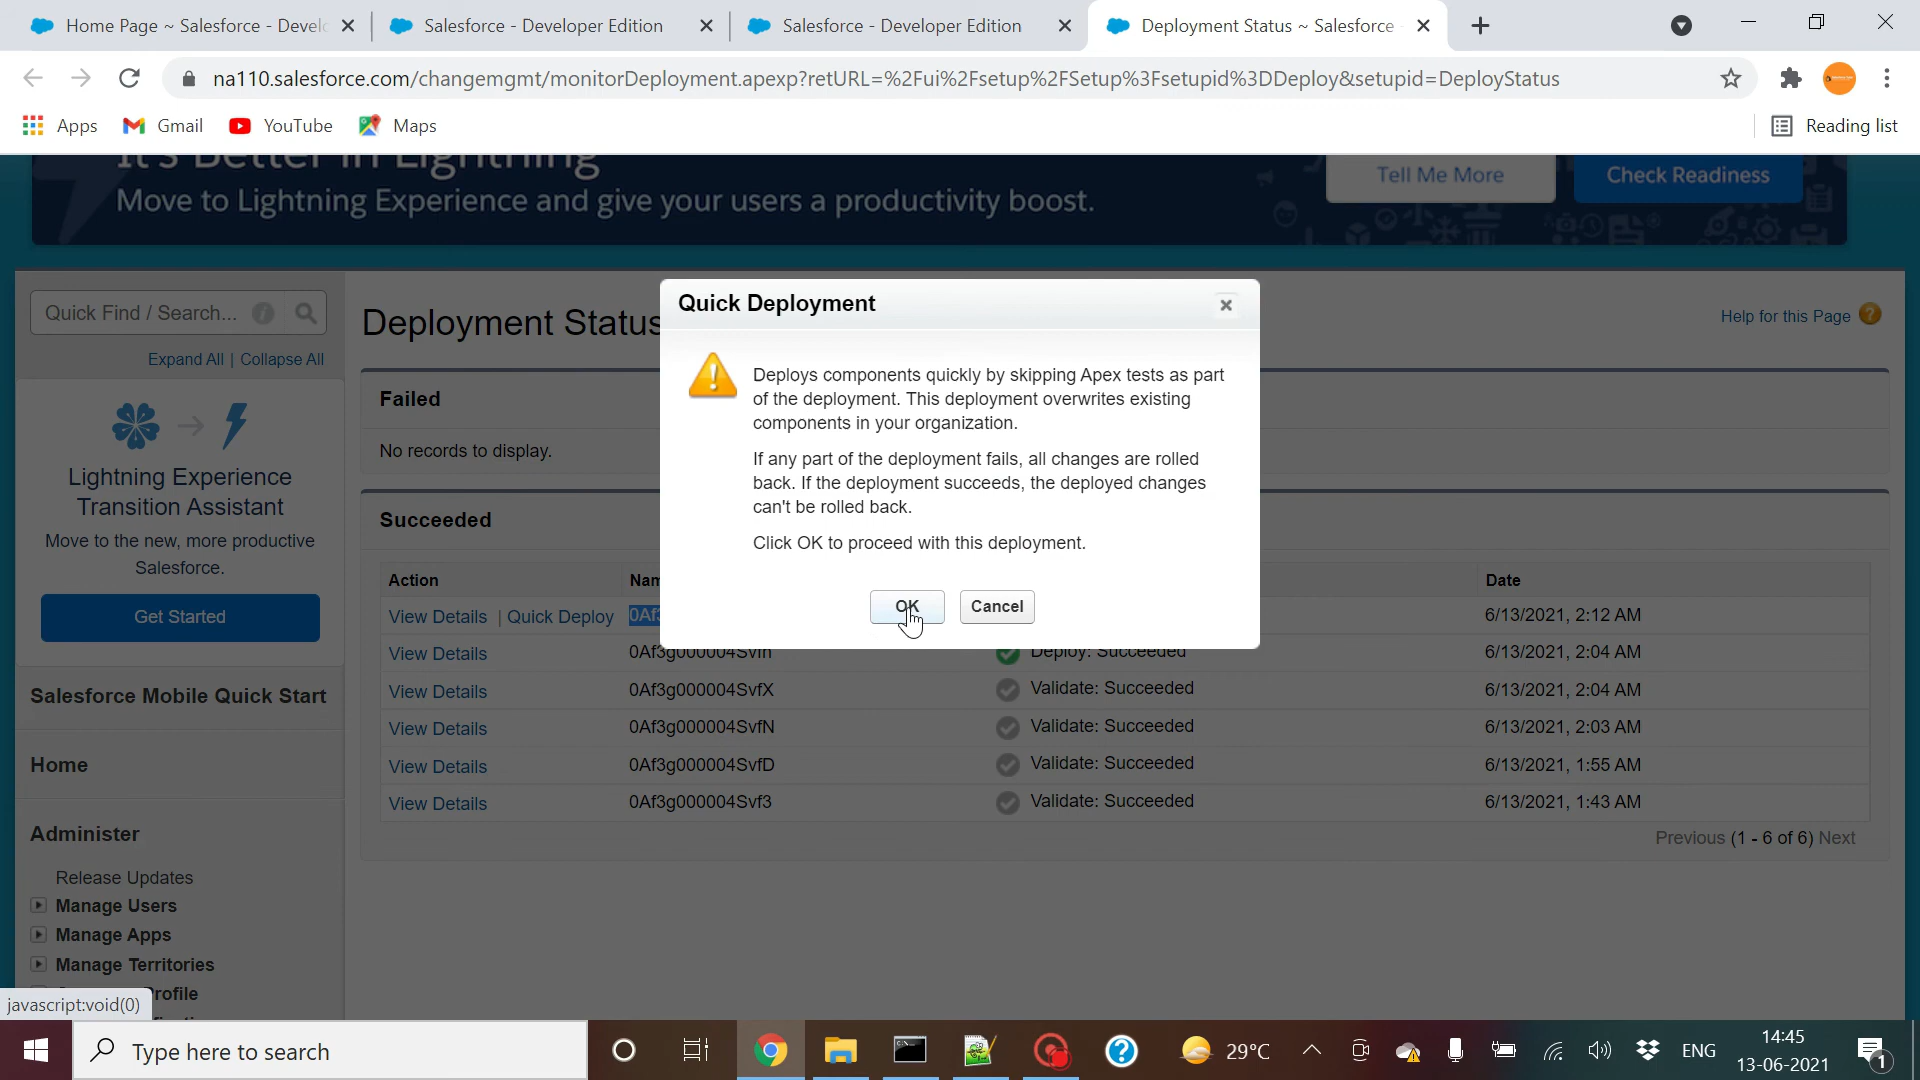 Home Page ~ Salesforce - Devel
Salesforce - Developer Edition
Salesforce - Developer Edition
Deployment Status ~ Salesforce
na110.salesforce.com/changemgmt/monitorDeployment.apexp?retURL=%2Fui%2Fsetup%2FSetup%3Fsetupid%3DDeploy&setupid=DeployStatus
Apps
Gmail
YouTube
Maps
Reading list
It's Better in Lightning
Move to Lightning Experience and give your users a productivity boost.
Tell Me More
Check Readiness
Quick Find / Search...
Expand All | Collapse All
Lightning Experience
Transition Assistant
Move to the new, more productive
Salesforce.
Get Started
Salesforce Mobile Quick Start
Home
Administer
Release Updates
Manage Users
Manage Apps
Manage Territories
rofile
javascript:void(0)
Deployment Status
Help for this Page ?
Failed
No records to display.
Succeeded
Action
Nam
Date
View Details | Quick Deploy 0Af3 6/13/2021, 2:12 AM
View Details 0Af3g000004Svfh Deploy: Succeeded 6/13/2021, 2:04 AM
View Details 0Af3g000004SvfX Validate: Succeeded 6/13/2021, 2:04 AM
View Details 0Af3g000004SvfN Validate: Succeeded 6/13/2021, 2:03 AM
View Details 0Af3g000004SvfD Validate: Succeeded 6/13/2021, 1:55 AM
View Details 0Af3g000004Svf3 Validate: Succeeded 6/13/2021, 1:43 AM
Previous (1 - 6 of 6) Next
Quick Deployment
Deploys components quickly by skipping Apex tests as part
of the deployment. This deployment overwrites existing
components in your organization.
If any part of the deployment fails, all changes are rolled
back. If the deployment succeeds, the deployed changes
can't be rolled back.
Click OK to proceed with this deployment.
OK
Cancel
Type here to search
29°C
ENG
14:45
13-06-2021
1